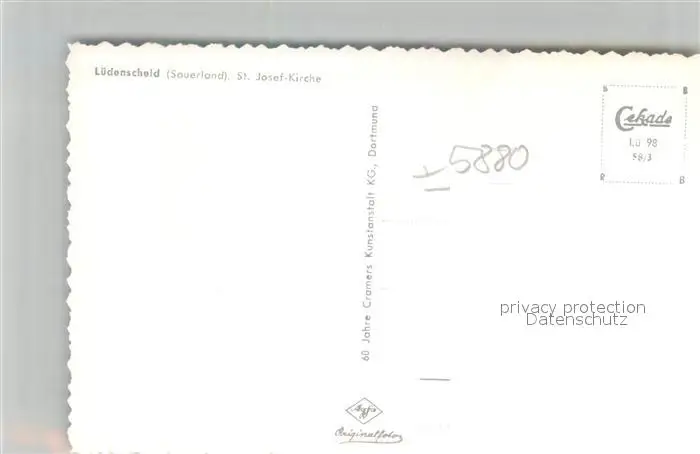 Lüdenscheid (Sauerland). St. Josef-Kirche
60 Jahre Cramers Kunstanstalt KG., Dortmund
B B
Cekade
Lü 98
58/3
R B
5880
privacy protection
Datenschutz
Agfa
Originalfoto